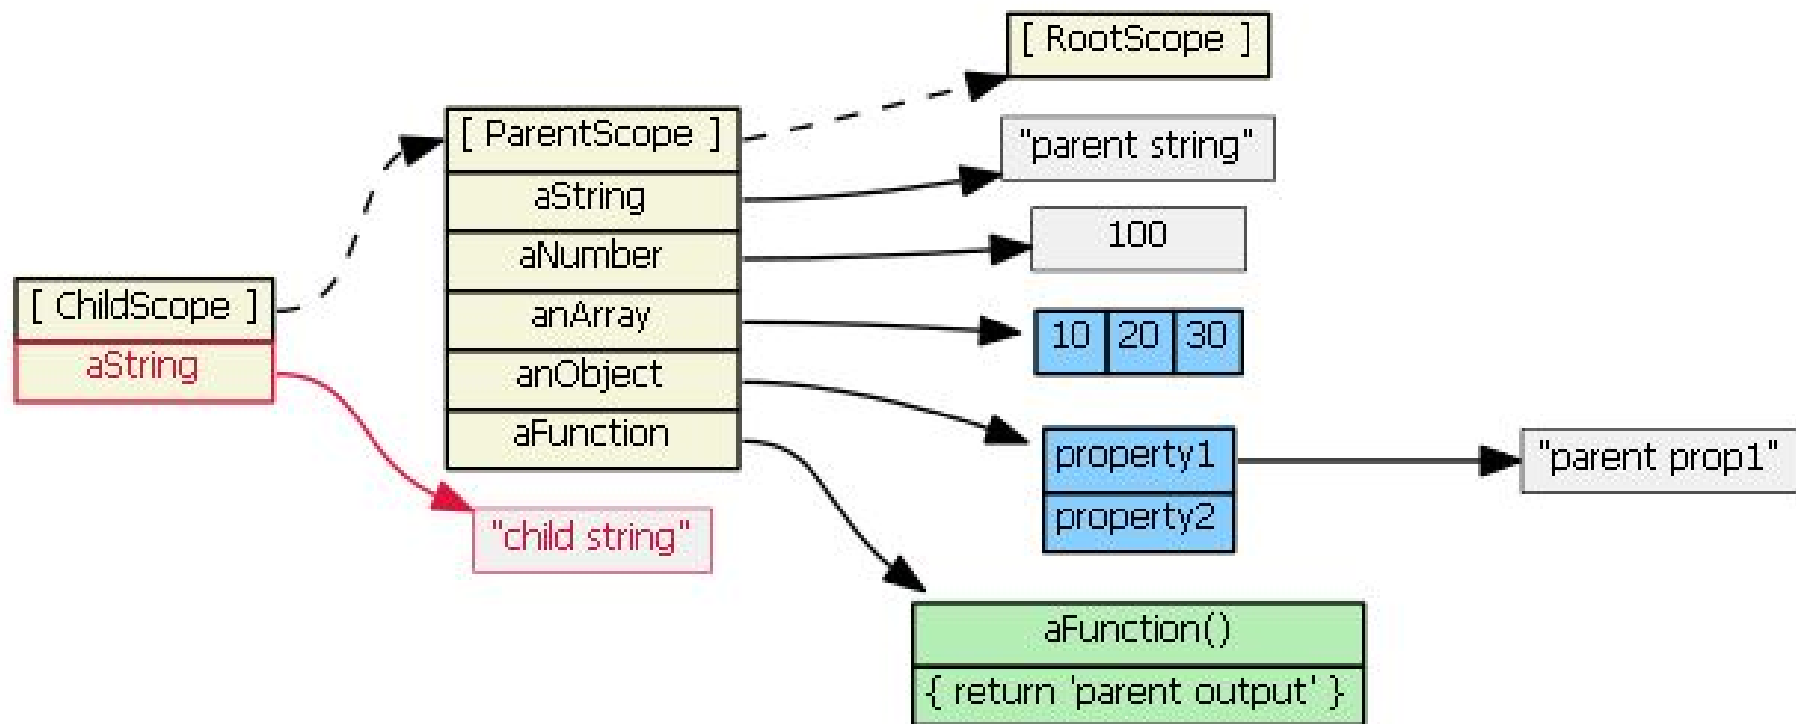 [ RootScope ]
[ ParentScope ]
"parent string"
aString
100
aNumber
[ ChildScope ]
anArray
10 20 30
aString
anObject
aFunction
property1
"parent prop1"
property2
"child string"
aFunction()
{ return 'parent output' }